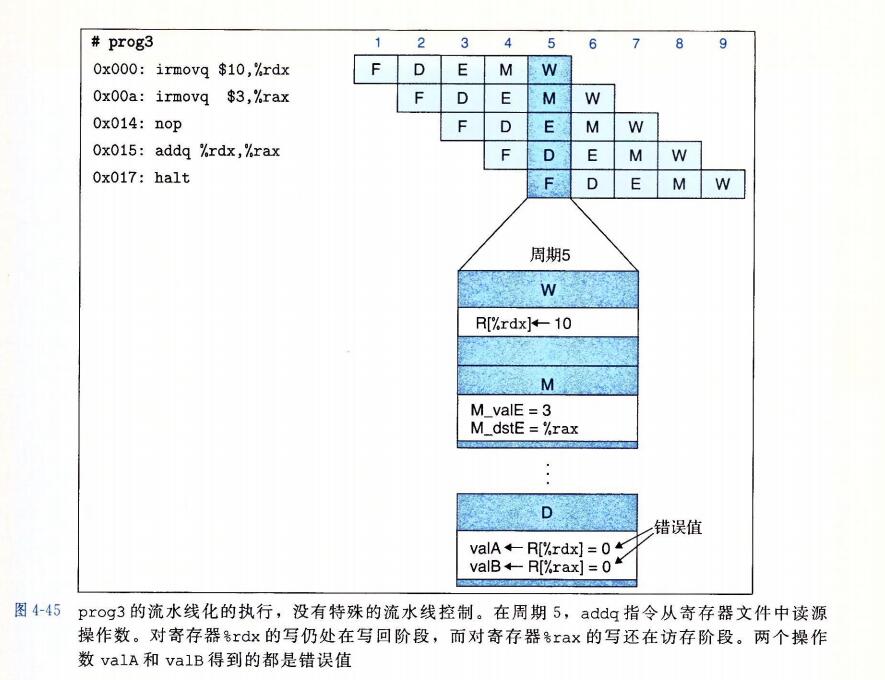 # prog3
1 2 3 4 5 6 7 8 9
0x000: irmovq $10,%rdx F D E M W
0x00a: irmovq $3,%rax F D E M W
0x014: nop F D E M W
0x015: addq %rdx,%rax F D E M W
0x017: halt F D E M W
周期5
W
R[%rdx]←10
M
M_valE = 3
M_dstE = %rax
D
错误值
valA ← R[%rdx] = 0
valB ← R[%rax] = 0
图 4-45 prog3 的流水线化的执行，没有特殊的流水线控制。在周期 5，addq 指令从寄存器文件中读源
操作数。对寄存器%rdx 的写仍处在写回阶段，而对寄存器%rax 的写还在访存阶段。两个操作
数 valA 和 valB 得到的都是错误值